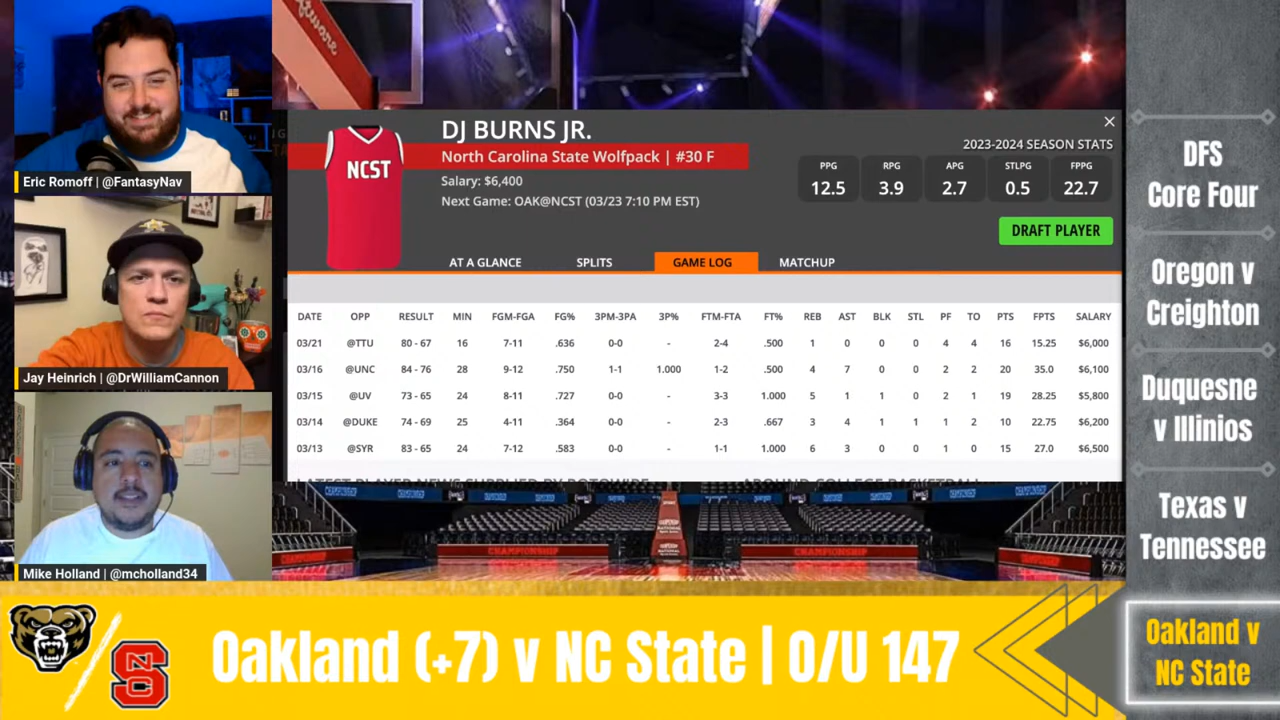 Eric Romoff | @FantasyNav
Jay Heinrich | @DrWilliamCannon
Mike Holland | @mcholland34
NCST
DJ BURNS JR.
North Carolina State Wolfpack | #30 F
Salary: $6,400
Next Game: OAK@NCST (03/23 7:10 PM EST)
2023-2024 SEASON STATS
PPG RPG APG STLPG FPPG
12.5 3.9 2.7 0.5 22.7
DRAFT PLAYER
AT A GLANCE SPLITS GAME LOG MATCHUP
DATE OPP RESULT MIN FGM-FGA FG% 3PM-3PA 3P% FTM-FTA FT% REB AST BLK STL PF TO PTS FPTS SALARY
03/21 @TTU 80 - 67 16 7-11 .636 0-0 - 2-4 .500 1 0 0 0 4 4 16 15.25 $6,000
03/16 @UNC 84 - 76 28 9-12 .750 1-1 1.000 1-2 .500 4 7 0 0 2 2 20 35.0 $6,100
03/15 @UV 73 - 65 24 8-11 .727 0-0 - 3-3 1.000 5 1 1 0 2 1 19 28.25 $5,800
03/14 @DUKE 74 - 69 25 4-11 .364 0-0 - 2-3 .667 3 4 1 1 1 2 10 22.75 $6,200
03/13 @SYR 83 - 65 24 7-12 .583 0-0 - 1-1 1.000 6 3 0 0 1 0 15 27.0 $6,500
LATEST PLAYER NEWS SUPPLIED BY ROTOWIRE AROUND COLLEGE BASKETBALL
CHAMPIONSHIP CHAMPIONSHIP
DFS
Core Four
Oregon v
Creighton
Duquesne
v Illinios
Texas v
Tennessee
Oakland v
NC State
Oakland (+7) v NC State | O/U 147